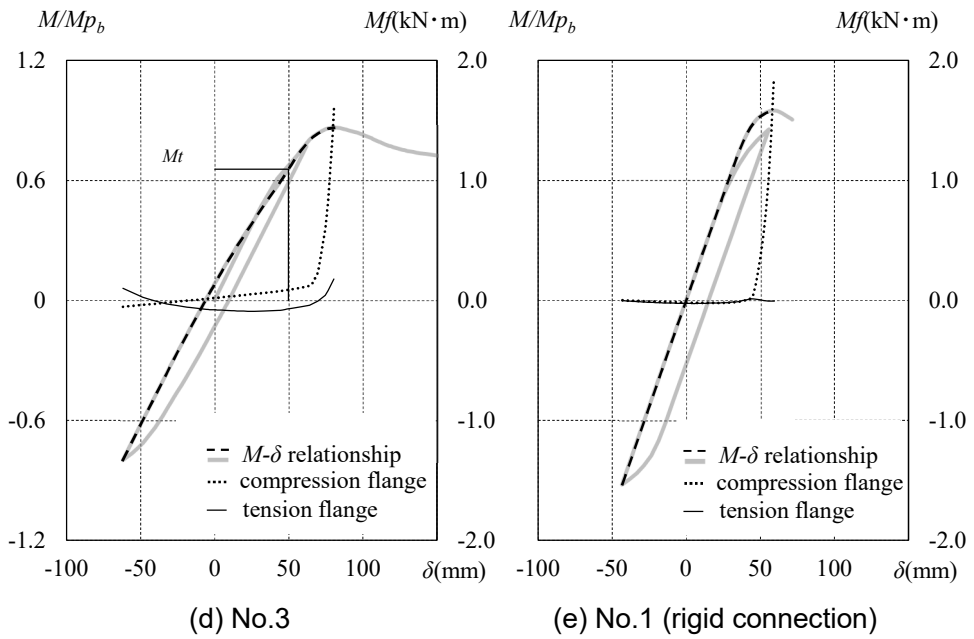 M/Mp_b Mf(kN·m) M/Mp_b Mf(kN·m)
1.2 2.0 2.0
Mt
0.6 1.0 1.0
0 0.0 0.0
-0.6 -1.0 -1.0
M-δ relationship M-δ relationship
compression flange compression flange
tension flange tension flange
-1.2 -2.0 -2.0
-100 -50 0 50 100 δ(mm) -100 -50 0 50 100 δ(mm)
(d) No.3 (e) No.1 (rigid connection)